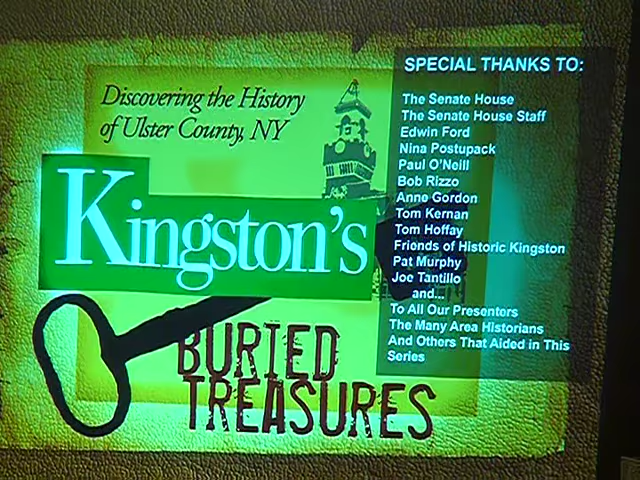 Discovering the History
of Ulster County, NY
Kingston's
BURIED
TREASURES
SPECIAL THANKS TO:
The Senate House
The Senate House Staff
Edwin Ford
Nina Postupack
Paul O'Neill
Bob Rizzo
Anne Gordon
Tom Kernan
Tom Hoffay
Friends of Historic Kingston
Pat Murphy
Joe Tantillo
and...
To All Our Presenters
The Many Area Historians
And Others That Aided in This
Series